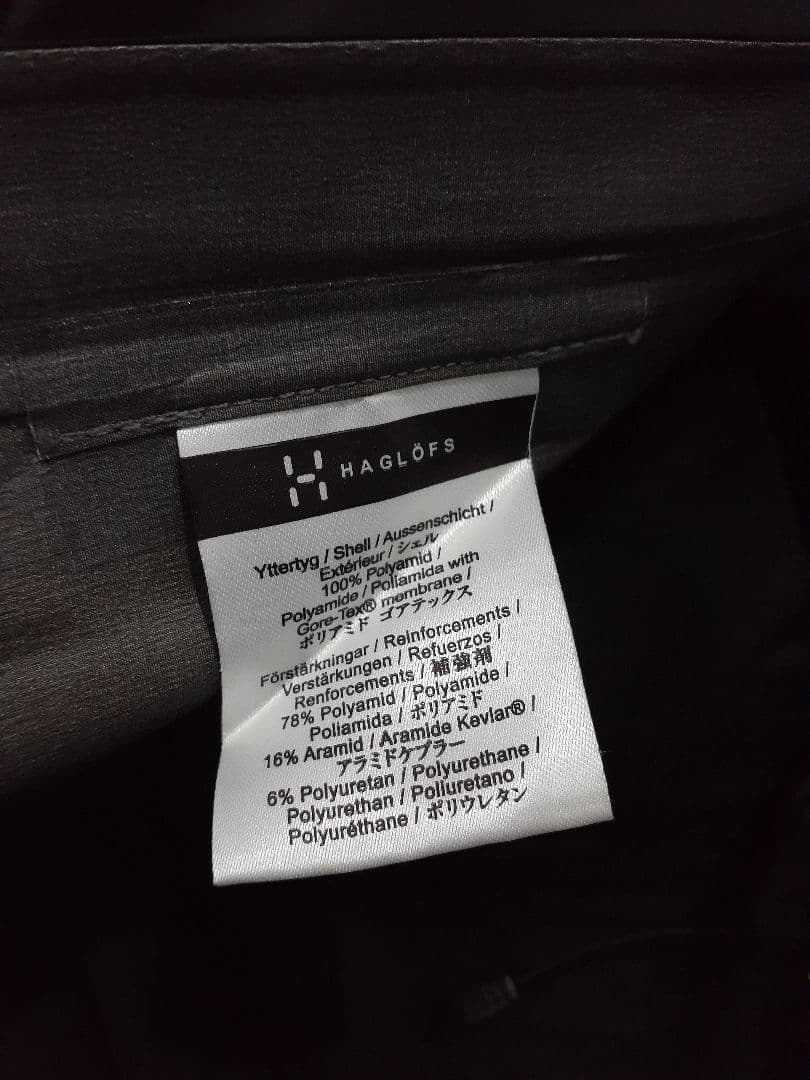 HAGLÖFS
Yttertyg / Shell / Aussenschicht /
Extérieur / シェル
100% Polyamid /
Polyamide / Poliamida with
Gore-Tex® membrane /
ポリアミド ゴアテックス
Förstärkningar / Reinforcements /
Verstärkungen / Refuerzos /
Renforcements / 補強剤
78% Polyamid / Polyamide /
Poliamida / ポリアミド
16% Aramid / Aramide Kevlar® /
アラミドケブラー
6% Polyuretan / Polyurethane /
Polyurethan / Poliuretano /
Polyuréthane / ポリウレタン